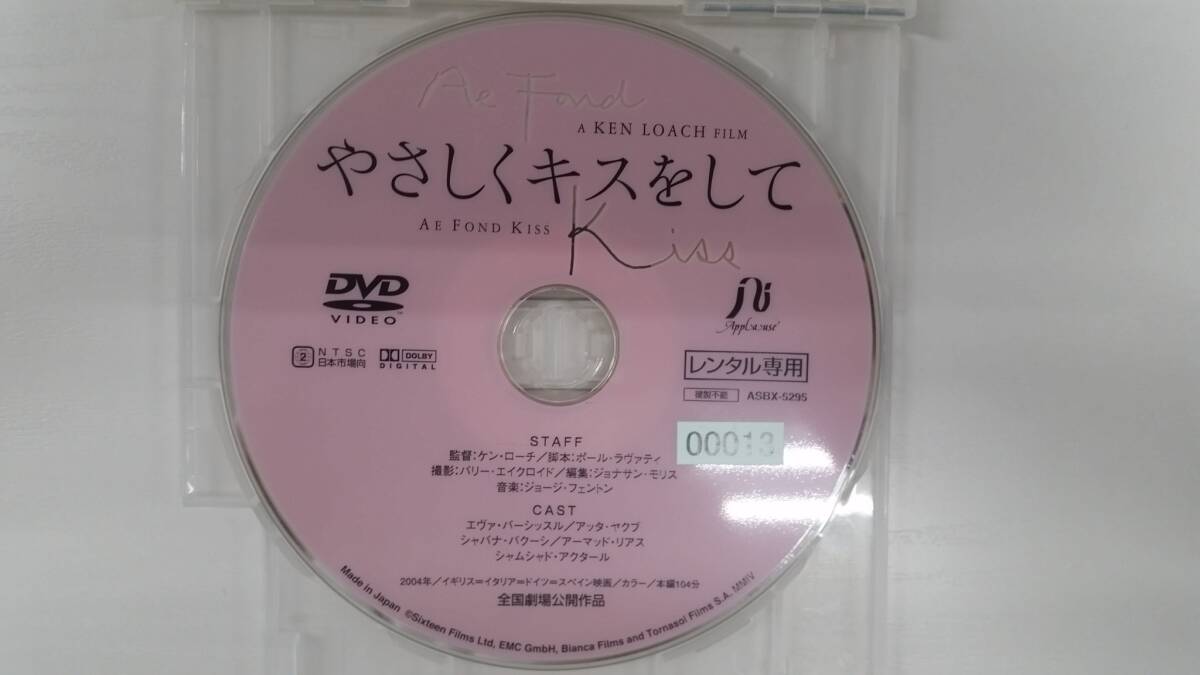 Ae Fond
A KEN LOACH FILM
やさしくキスをして
AE FOND KISS
Kiss
DVD
VIDEO
Applause
2 NTSC
日本市場向
DOLBY
DIGITAL
レンタル専用
複製不能 ASBX-5295
00013
STAFF
監督:ケン・ローチ/脚本:ポール・ラヴァティ
撮影:バリー・エイクロイド/編集:ジョナサン・モリス
音楽:ジョージ・フェントン
CAST
エヴァ・バーシッスル/アッタ・ヤクブ
シャバナ・バクーシ/アーマッド・リアス
シャムシャド・アクタール
2004年/イギリス=イタリア=ドイツ=スペイン映画/カラー/本編104分
全国劇場公開作品
Made in Japan ©Sixteen Films Ltd, EMC GmbH, Bianca Films and Tornasol Films S.A. MMIV